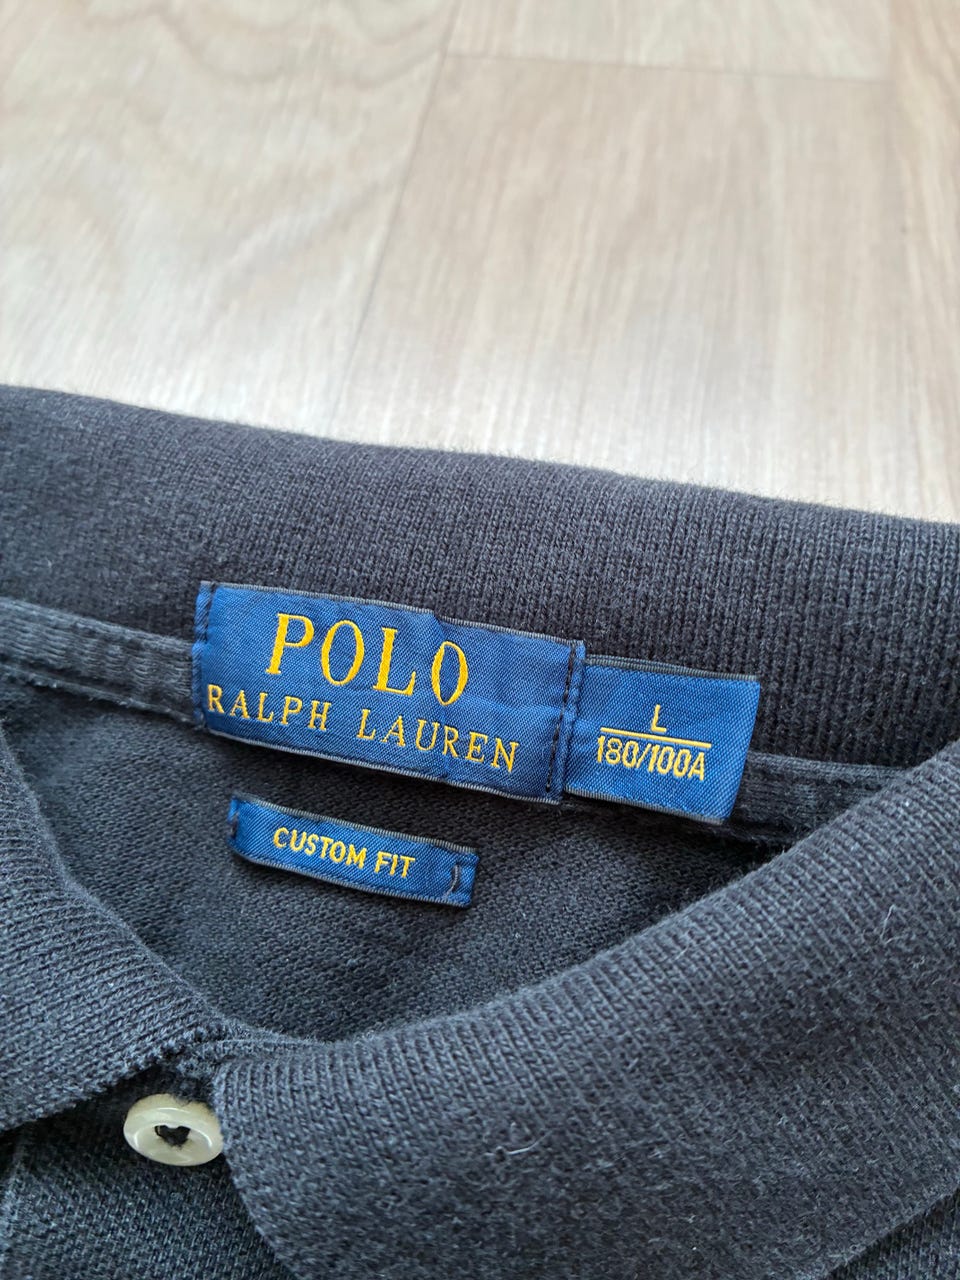 POLO
RALPH LAUREN
L
180/100A
CUSTOM FIT